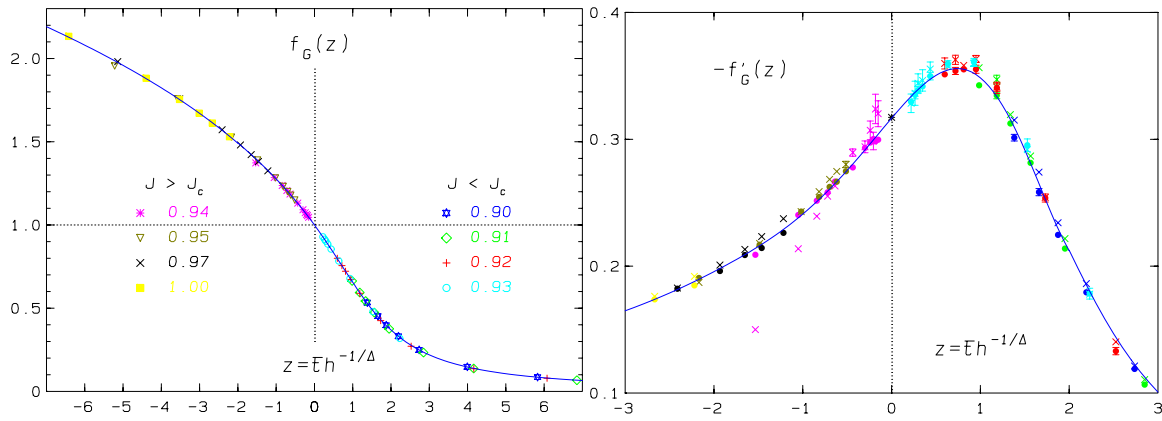 f_G(z)
2.0
1.5
1.0
0.5
0
J > J_c
0.94
0.95
0.97
1.00
J < J_c
0.90
0.91
0.92
0.93
z=t̄h^{-1/Δ}
-6 -5 -4 -3 -2 -1 0 1 2 3 4 5 6
0.4
0.3
0.2
0.1
-f'_G(z)
z=t̄h^{-1/Δ}
-3 -2 -1 0 1 2 3